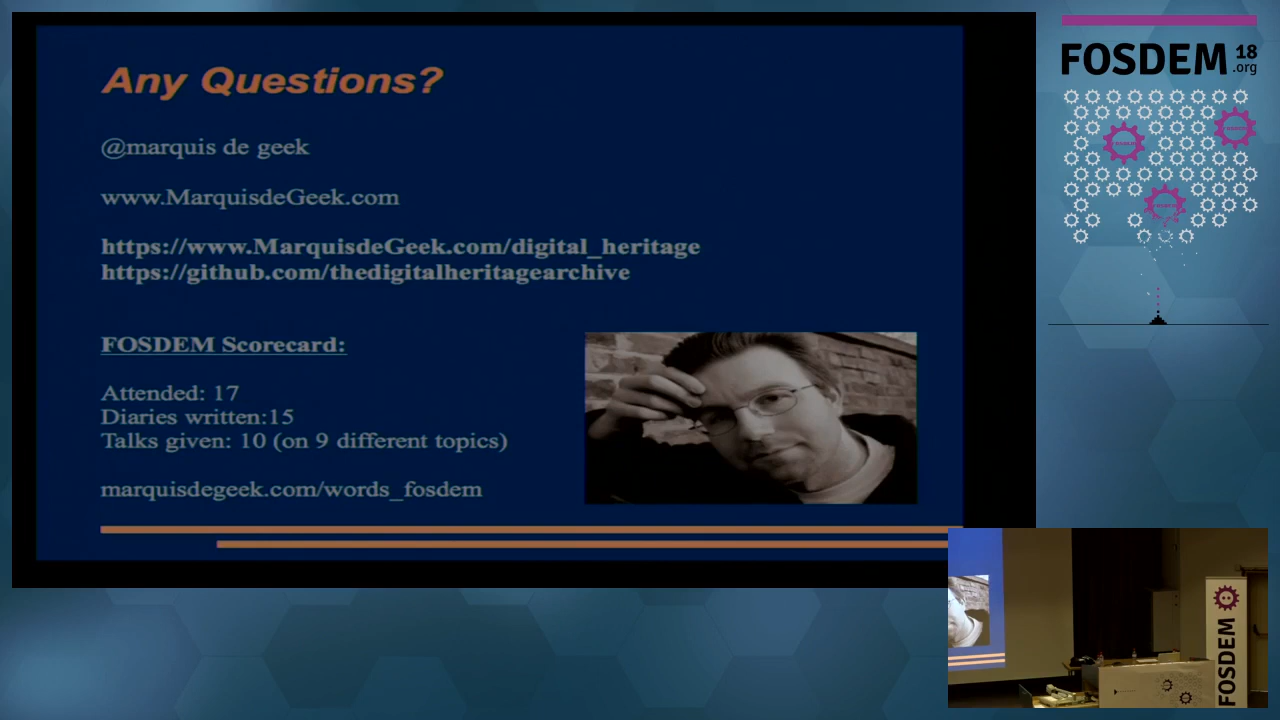 Any Questions?
@marquis de geek
www.MarquisdeGeek.com
https://www.MarquisdeGeek.com/digital_heritage
https://github.com/thedigitalheritagearchive
FOSDEM Scorecard:
Attended: 17
Diaries written:15
Talks given: 10 (on 9 different topics)
marquisdegeek.com/words_fosdem
FOSDEM 18
.org
FOSDEM